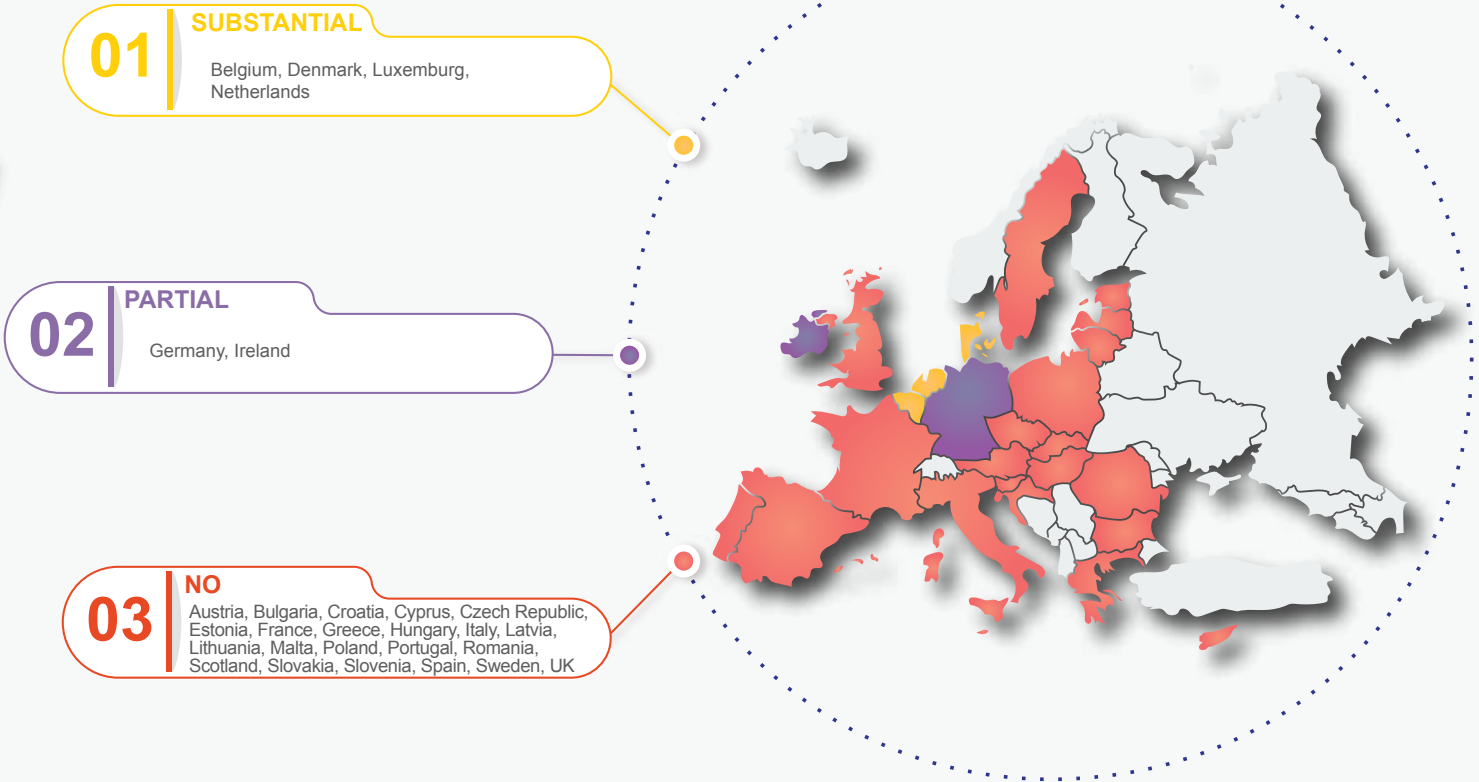 01
SUBSTANTIAL
Belgium, Denmark, Luxemburg,
Netherlands
02
PARTIAL
Germany, Ireland
03
NO
Austria, Bulgaria, Croatia, Cyprus, Czech Republic,
Estonia, France, Greece, Hungary, Italy, Latvia,
Lithuania, Malta, Poland, Portugal, Romania,
Scotland, Slovakia, Slovenia, Spain, Sweden, UK